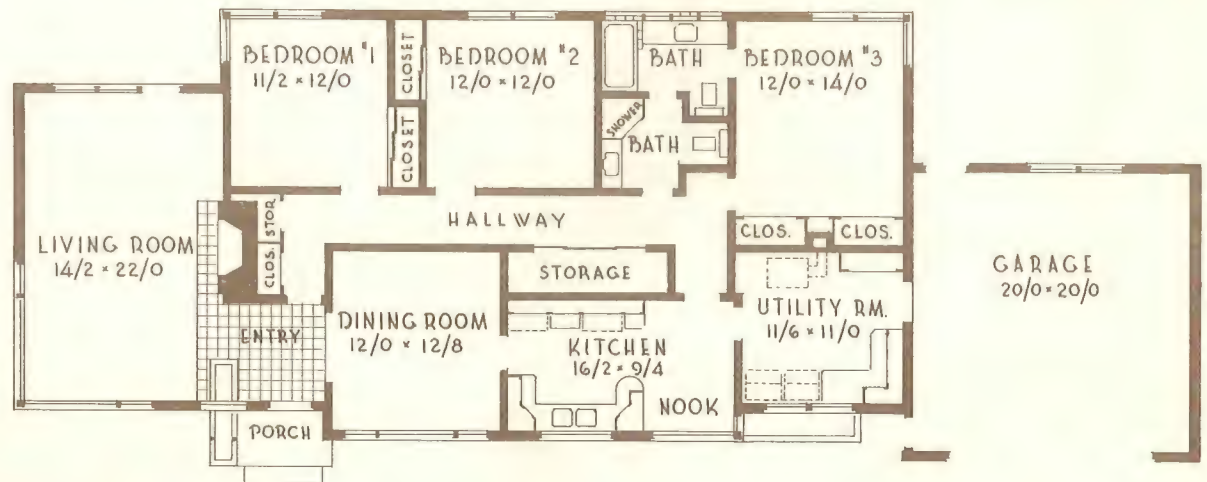 BEDROOM #1
11/2 × 12/0
CLOSET
CLOSET
BEDROOM #2
12/0 × 12/0
BATH
SHOWER
BATH
BEDROOM #3
12/0 × 14/0
HALLWAY
STOR.
CLOS.
LIVING ROOM
14/2 × 22/0
ENTRY
PORCH
DINING ROOM
12/0 × 12/8
STORAGE
KITCHEN
16/2 × 9/4
NOOK
CLOS.
CLOS.
UTILITY RM.
11/6 × 11/0
GARAGE
20/0 × 20/0